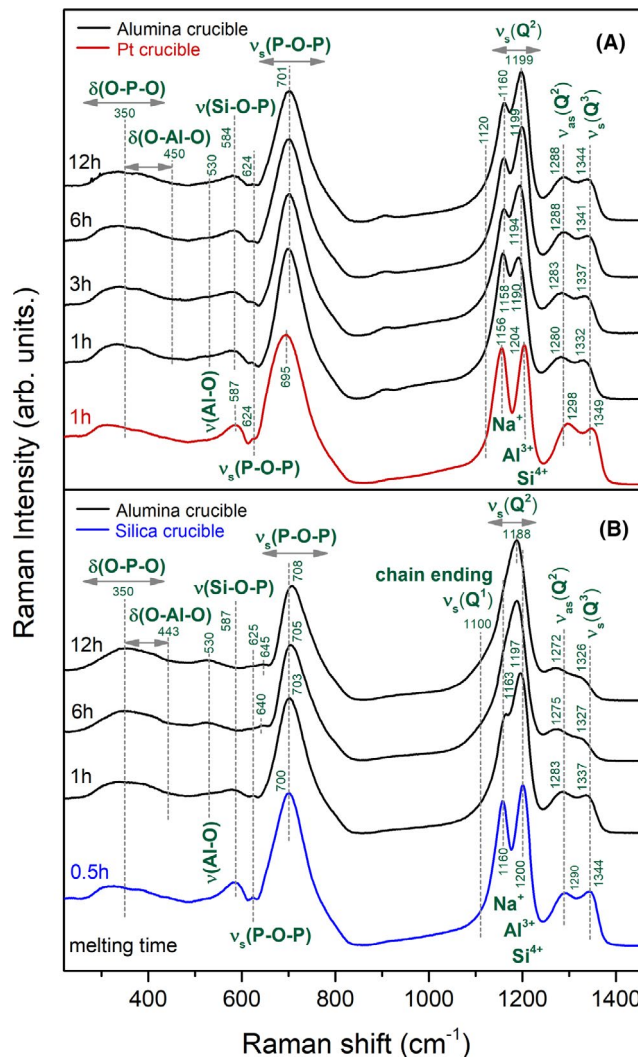 Alumina crucible
Pt crucible
(A)
νs(P-O-P)
νs(Q²)
δ(O-P-O)
350
ν(Si-O-P)
δ(O-Al-O)
450
530
584
624
701
1120
1160
1199
νas(Q²)
νs(Q³)
12h
1199
1288
1344
6h
1194
1288
1341
3h
1158
1190
1283
1337
1h
1156
1204
1280
1332
1h
ν(Al-O)
587
624
695
1298
1349
νs(P-O-P)
Na⁺
Al³⁺
Si⁴⁺
Raman Intensity (arb. units.)
Alumina crucible
Silica crucible
(B)
νs(P-O-P)
νs(Q²)
1188
δ(O-P-O)
350
ν(Si-O-P)
708
chain ending
νs(Q¹)
1100
νas(Q²)
νs(Q³)
δ(O-Al-O)
443
530
587
625
645
12h
705
1197
1272
1326
6h
640
703
1163
1275
1327
1h
700
1283
1337
0.5h
ν(Al-O)
1160
1200
1290
1344
νs(P-O-P)
Na⁺
Al³⁺
Si⁴⁺
melting time
400
600
800
1000
1200
1400
Raman shift (cm⁻¹)